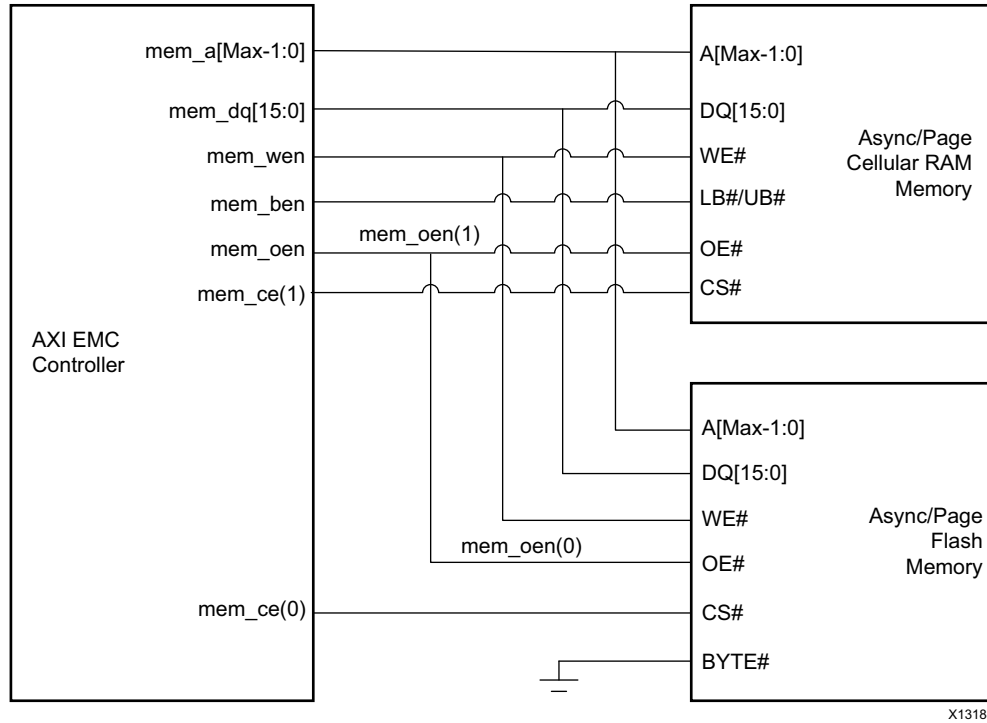 mem_a[Max-1:0]
mem_dq[15:0]
mem_wen
mem_ben
mem_oen
mem_oen(1)
mem_ce(1)
AXI EMC
Controller
mem_ce(0)
A[Max-1:0]
DQ[15:0]
WE#
LB#/UB#
OE#
CS#
Async/Page
Cellular RAM
Memory
A[Max-1:0]
DQ[15:0]
WE#
mem_oen(0)
OE#
CS#
BYTE#
Async/Page
Flash
Memory
X1318